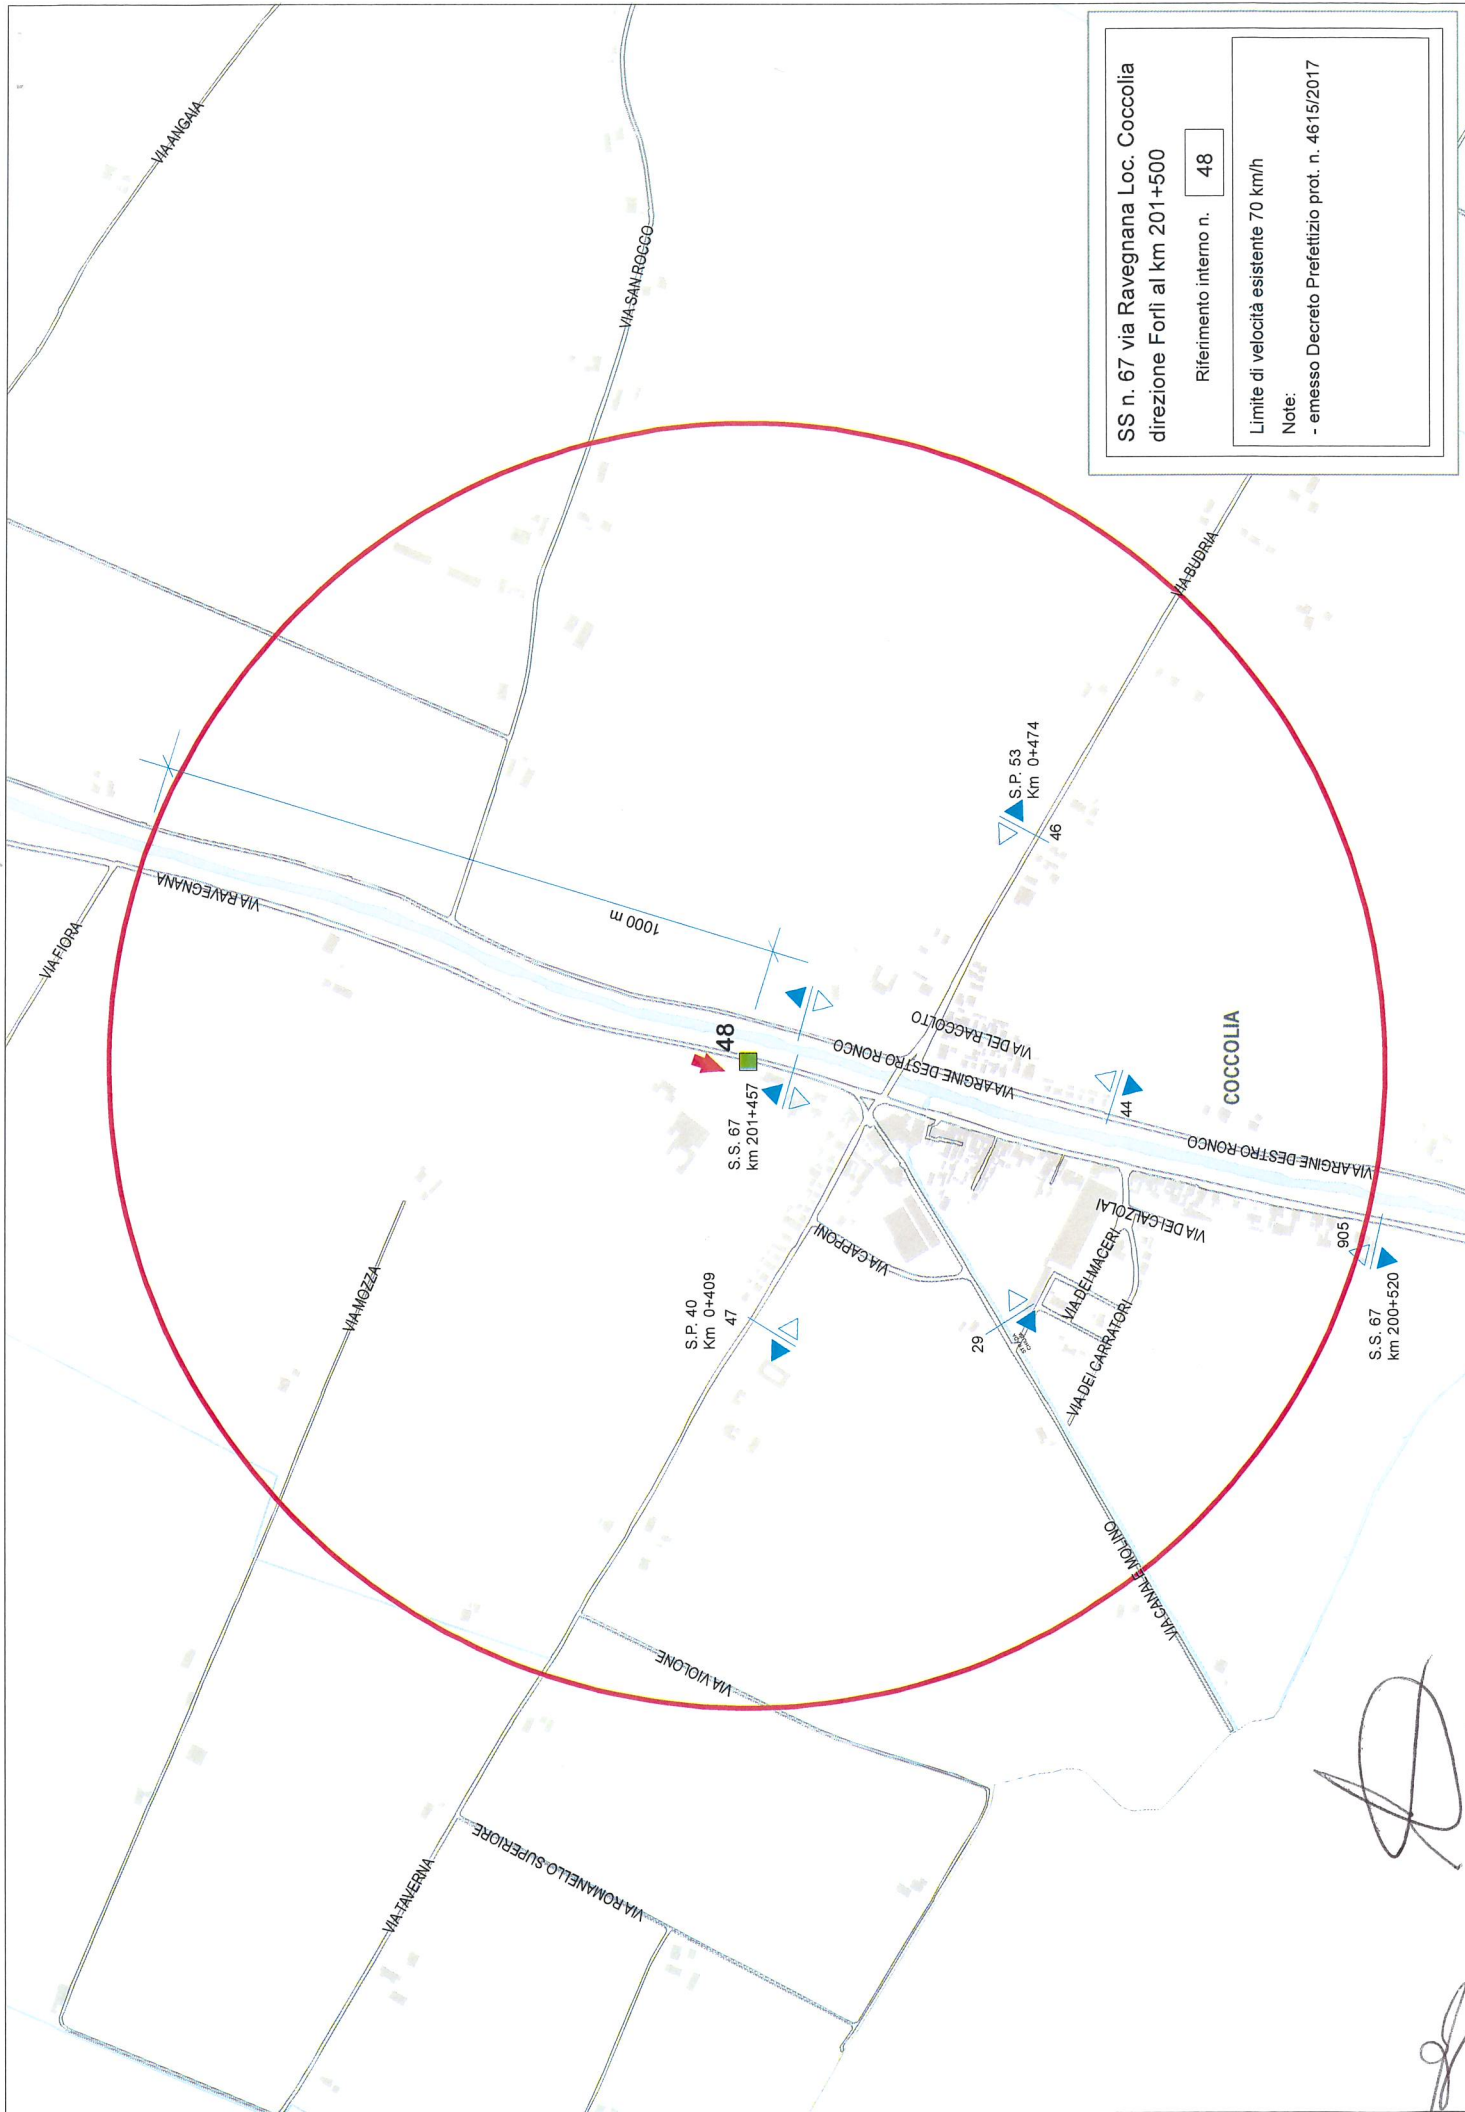 SS n. 67 via Ravegnana Loc. Coccolia
direzione Forlì al km 201+500
Riferimento interno n.
48
Limite di velocità esistente 70 km/h
Note:
- emesso Decreto Prefettizio prot. n. 4615/2017
VIA ANGAIA
VIA SAN ROCCO
VIA FIORA
VIA RAVEGNANA
1000 m
48
S.S. 67
km 201+457
S.P. 53
Km 0+474
46
VIA BUDRIA
VIA DEL RACCOLTO
VIA ARGINE DESTRO RONCO
VIA ARGINE DESTRO RONCO
VIA ARGINE DESTRO RONCO
44
COCCOLIA
905
S.S. 67
km 200+520
VIA MOZZA
S.P. 40
Km 0+409
47
VIA CAPPONI
29
VIA DEI CALZOLAI
VIA DEI MACERI
VIA DEI CARRATORI
VIA CANALE MOLINO
VIA VIOLONE
VIA TAVERNA
VIA ROMANELLO SUPERIORE